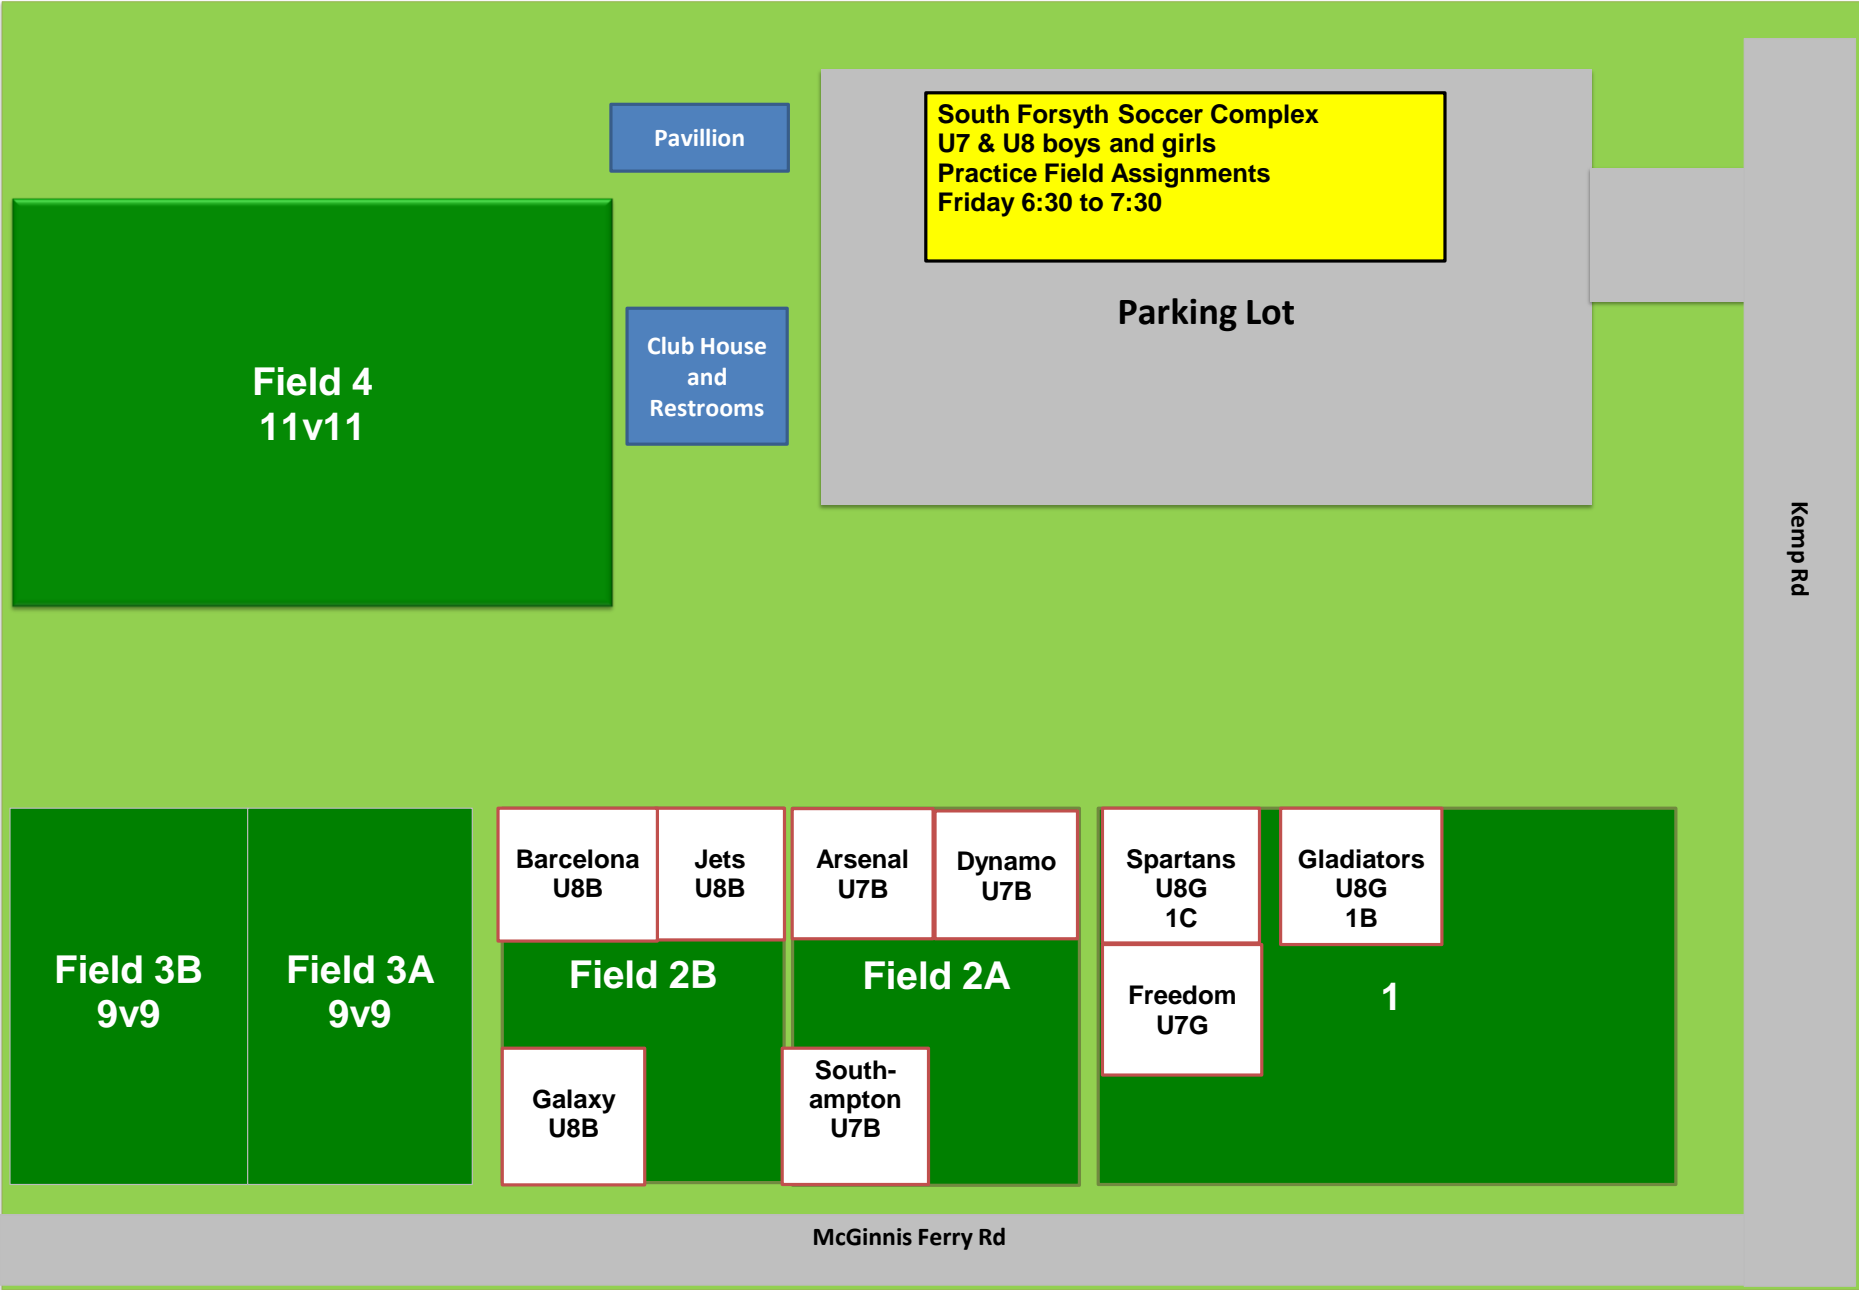 South Forsyth Soccer Complex
U7 & U8 boys and girls
Practice Field Assignments
Friday 6:30 to 7:30
Pavillion
Parking Lot
Club House
and
Restrooms
Field 4
11v11
Kemp Rd
Field 3B
9v9
Field 3A
9v9
Barcelona
U8B
Jets
U8B
Field 2B
Galaxy
U8B
Arsenal
U7B
Dynamo
U7B
Field 2A
South-
ampton
U7B
Spartans
U8G
1C
Gladiators
U8G
1B
Freedom
U7G
1
McGinnis Ferry Rd